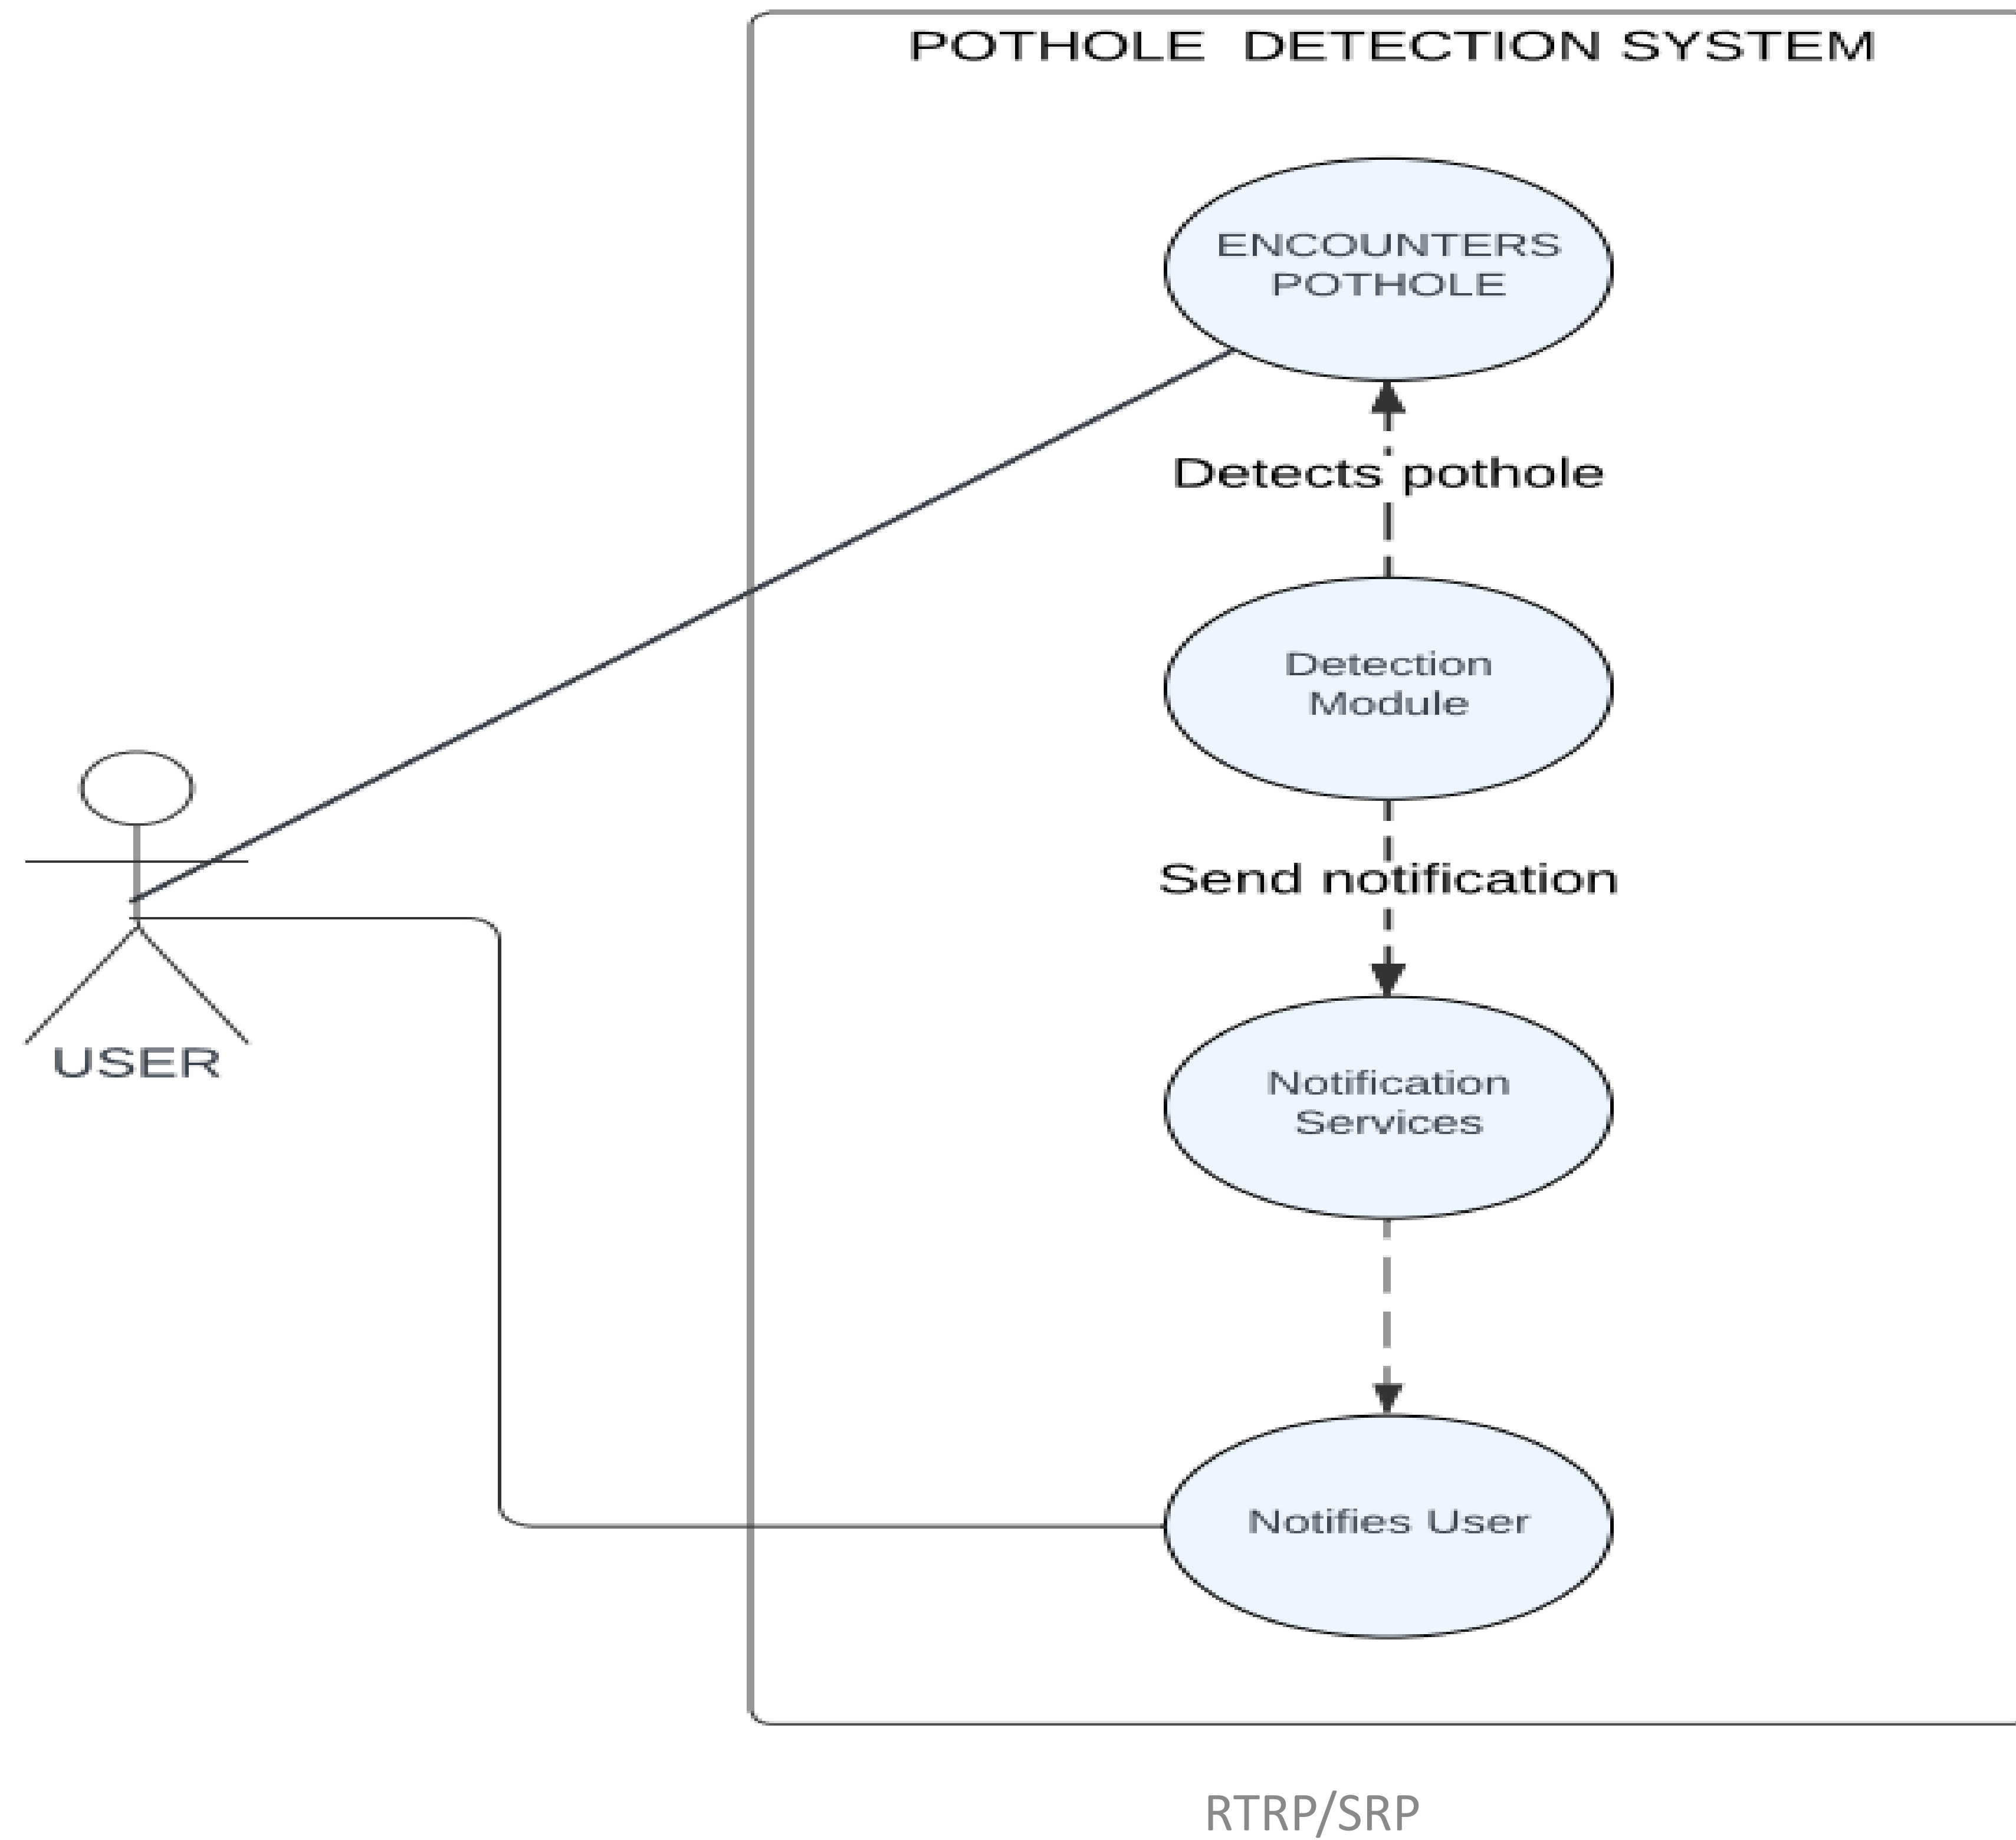 POTHOLE  DETECTION SYSTEM
ENCOUNTERS
POTHOLE
Detects pothole
Detection
Module
Send notification
USER
Notification
Services
Notifies User
RTRP/SRP